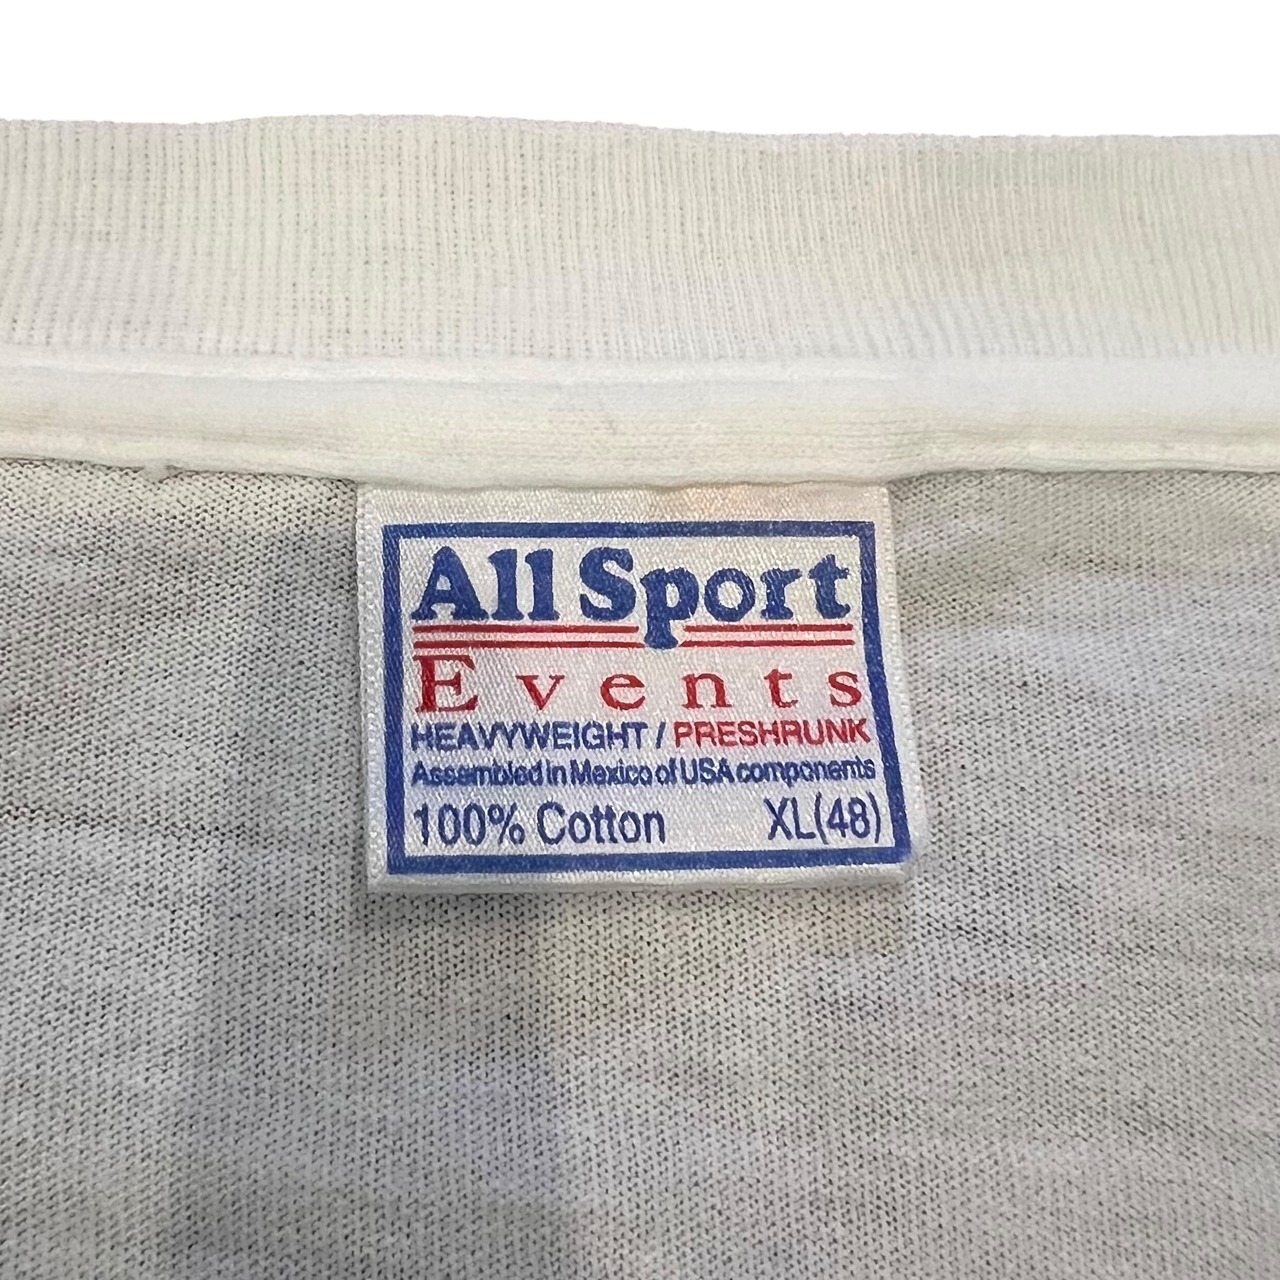 All Sport
Events
HEAVYWEIGHT / PRESHRUNK
Assembled in Mexico of USA components
100% Cotton XL(48)